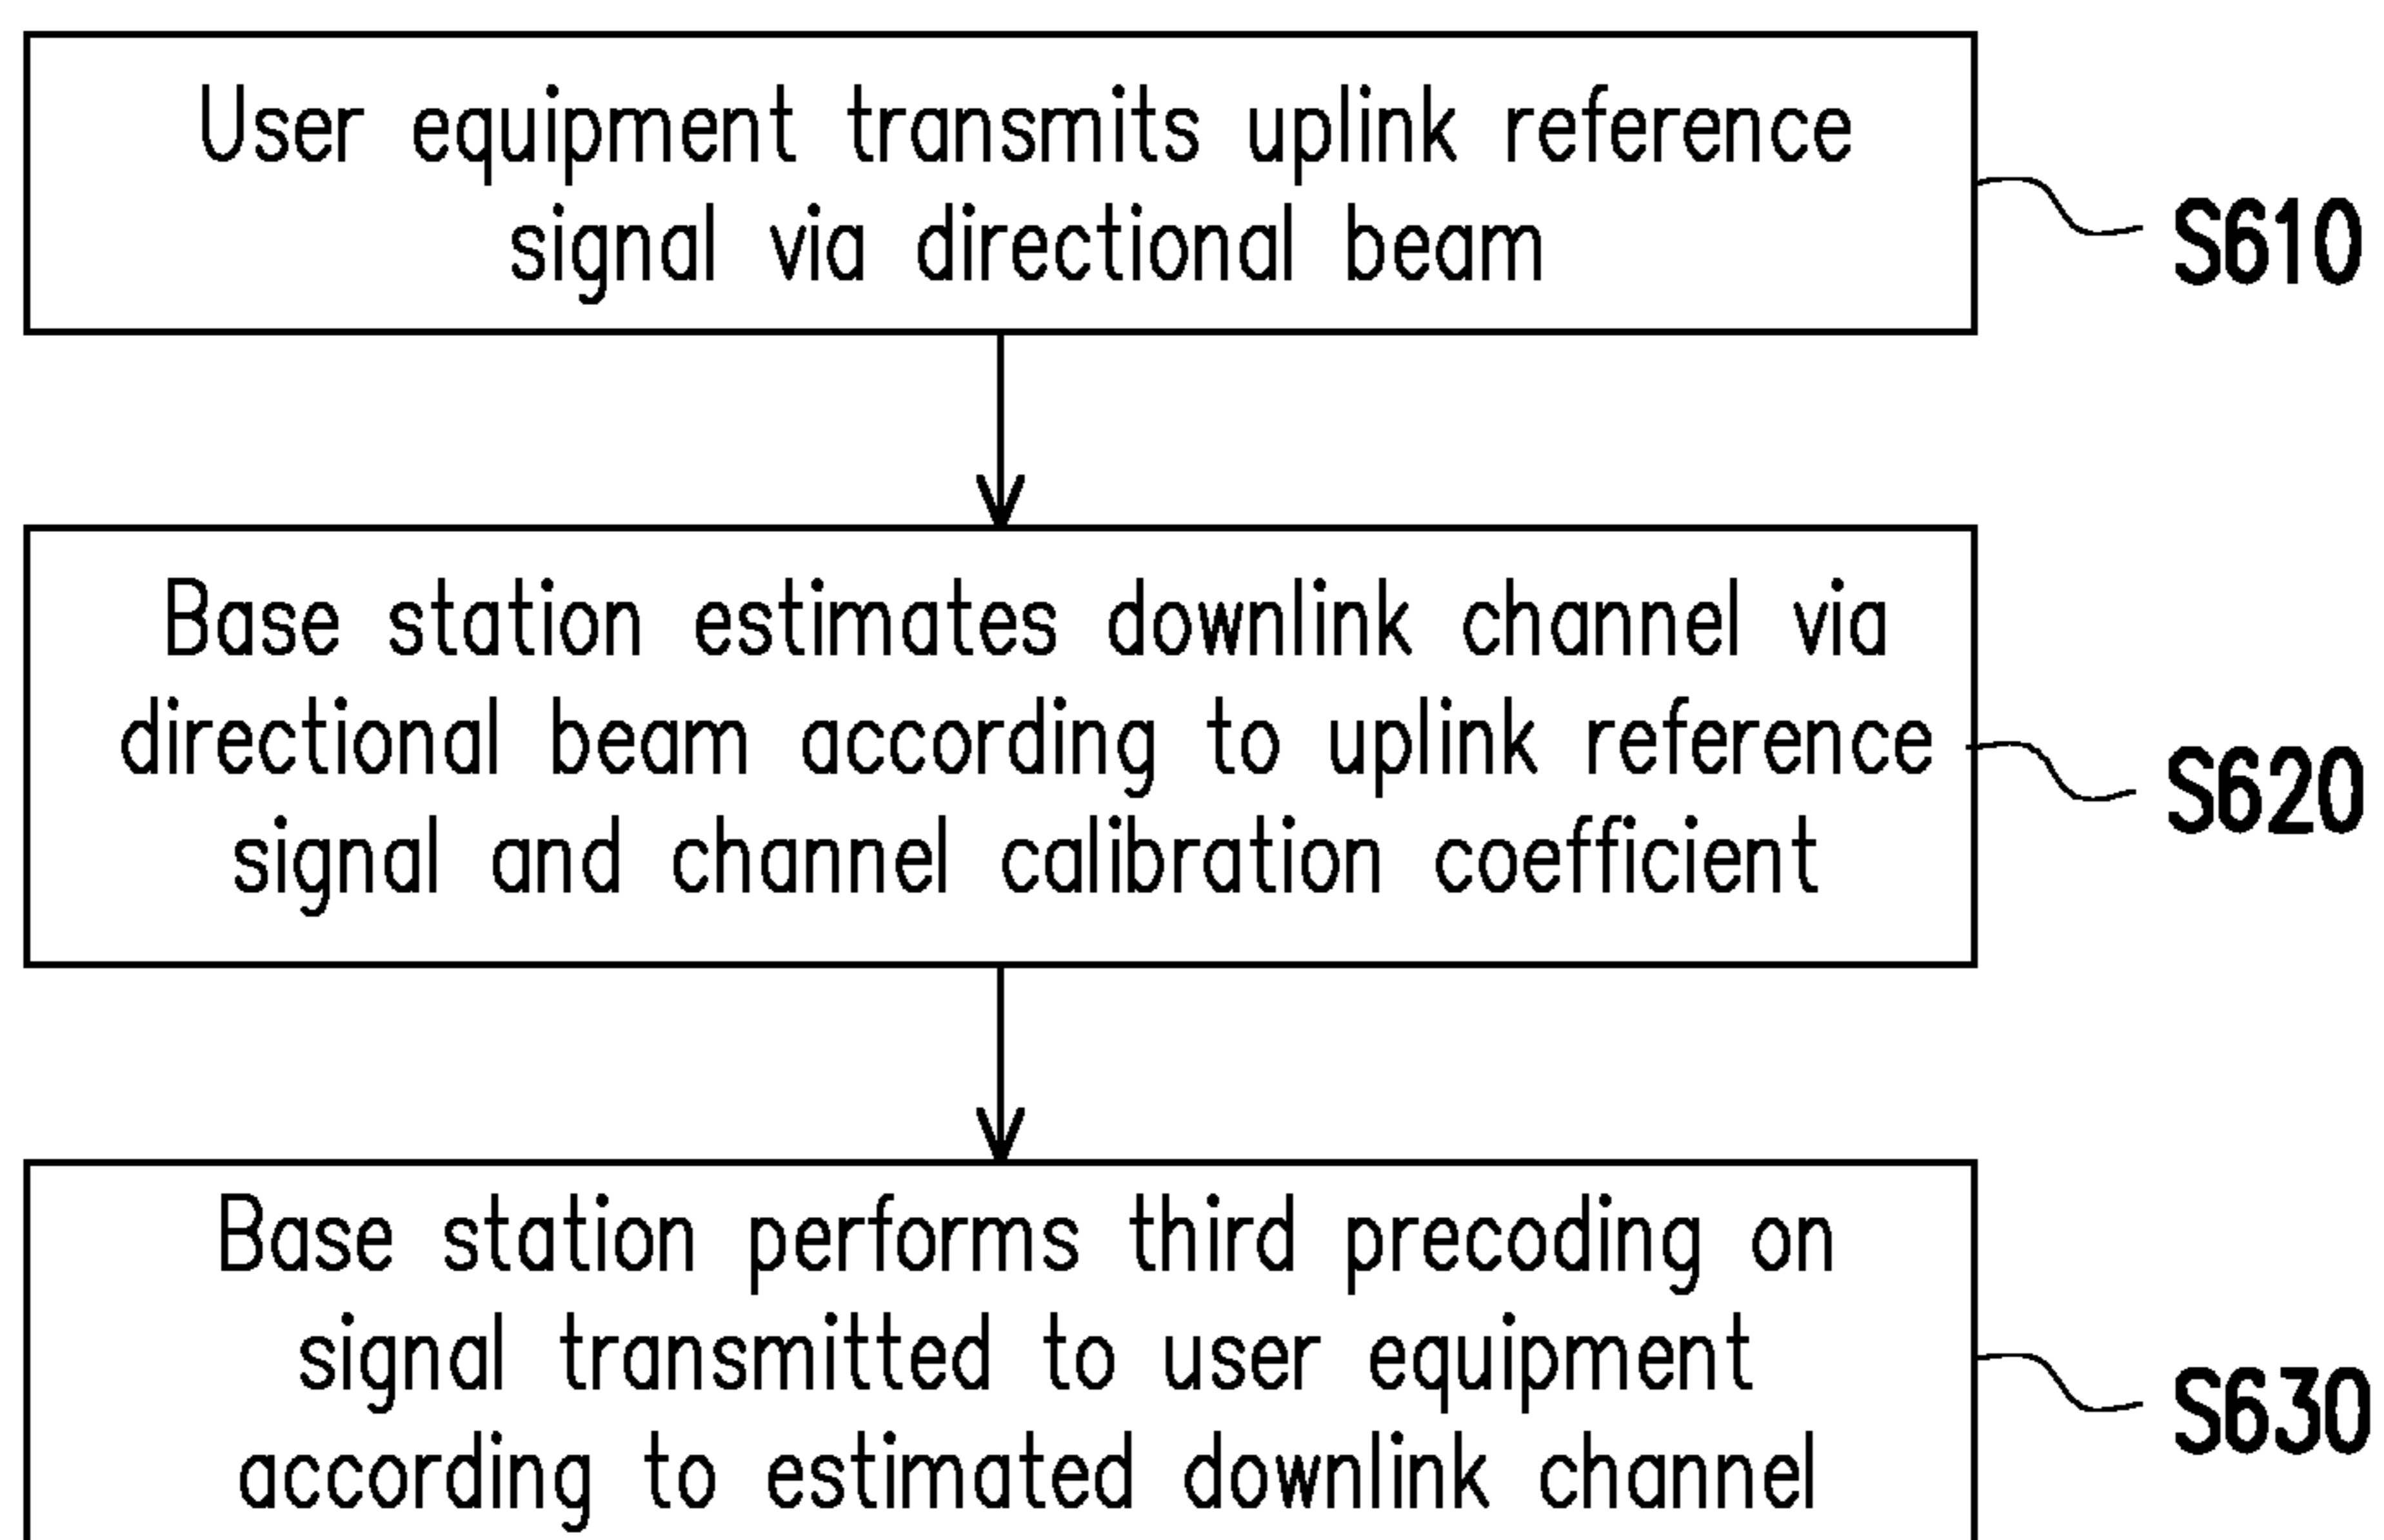 User equipment transmits uplink reference
signal via directional beam
S610
Base station estimates downlink channel via
directional beam according to uplink reference
signal and channel calibration coefficient
S620
Base station performs third precoding on
signal transmitted to user equipment
according to estimated downlink channel
S630